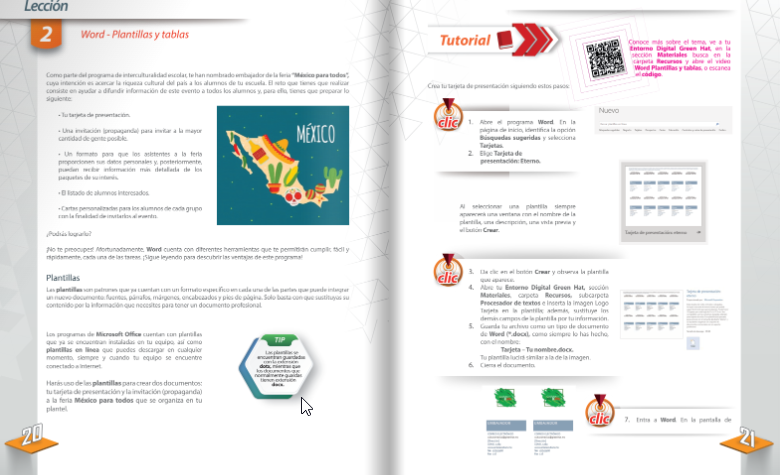 Lección
2
Word - Plantillas y tablas
Como parte del programa de interculturalidad escolar, te han nombrado embajador de la feria "México para todos",
cuya intención es acercar la riqueza cultural del país a los alumnos de tu escuela. El reto que tienes que realizar
consiste en ayudar a difundir información de este evento a todos los alumnos y, para ello, tienes que preparar lo
siguiente:
• Tu tarjeta de presentación.
• Una invitación (propaganda) para invitar a la mayor
cantidad de gente posible.
• Un formato para que los asistentes a la feria
proporcionen sus datos personales y, posteriormente,
puedan recibir información más detallada de los
paquetes de su interés.
• El listado de alumnos interesados.
• Cartas personalizadas para los alumnos de cada grupo
con la finalidad de invitarlos al evento.
MÉXICO
¿Podrás lograrlo?
¡No te preocupes! Afortunadamente, Word cuenta con diferentes herramientas que te permitirán cumplir, fácil y
rápidamente, cada una de las tareas. ¡Sigue leyendo para descubrir las ventajas de este programa!
Plantillas
Las plantillas son patrones que ya cuentan con un formato específico en cada una de las partes que puede integrar
un nuevo documento: fuentes, párrafos, márgenes, encabezados y pies de página. Solo basta con que sustituyas su
contenido por la información que necesites para tener un documento profesional.
Los programas de Microsoft Office cuentan con plantillas
que ya se encuentran instaladas en tu equipo, así como
plantillas en línea que puedes descargar en cualquier
momento, siempre y cuando tu equipo se encuentre
conectado a Internet.
Harás uso de las plantillas para crear dos documentos:
tu tarjeta de presentación y la invitación (propaganda)
a la feria México para todos que se organiza en tu
plantel.
TIP
Las plantillas se
encuentran guardadas
con la extensión
dotx, mientras que
los documentos que
normalmente guardas
tienen extensión
docx.
20
Tutorial
Conoce más sobre el tema, ve a tu
Entorno Digital Green Hat, en la
sección Materiales busca en la
carpeta Recursos y abre el video
Word Plantillas y tablas, o escanea
el código.
Crea tu tarjeta de presentación siguiendo estos pasos:
clic
1. Abre el programa Word. En la
página de inicio, identifica la opción
Búsquedas sugeridas y selecciona
Tarjetas.
2. Elige Tarjeta de
presentación: Eterno.
Nuevo
Al seleccionar una plantilla siempre
aparecerá una ventana con el nombre de la
plantilla, una descripción, una vista previa y
el botón Crear.
Tarjeta de presentación: eterno
clic
3. Da clic en el botón Crear y observa la plantilla
que aparece.
4. Abre tu Entorno Digital Green Hat, sección
Materiales, carpeta Recursos, subcarpeta
Procesador de textos e inserta la imagen Logo
Tarjeta en la plantilla; además, sustituye los
demás campos de la plantilla por tu información.
5. Guarda tu archivo como un tipo de documento
de Word (*.docx), como siempre lo has hecho,
con el nombre:
Tarjeta - Tu nombre.docx.
Tu plantilla lucirá similar a la de la imagen.
6. Cierra el documento.
clic
7. Entra a Word. En la pantalla de
21